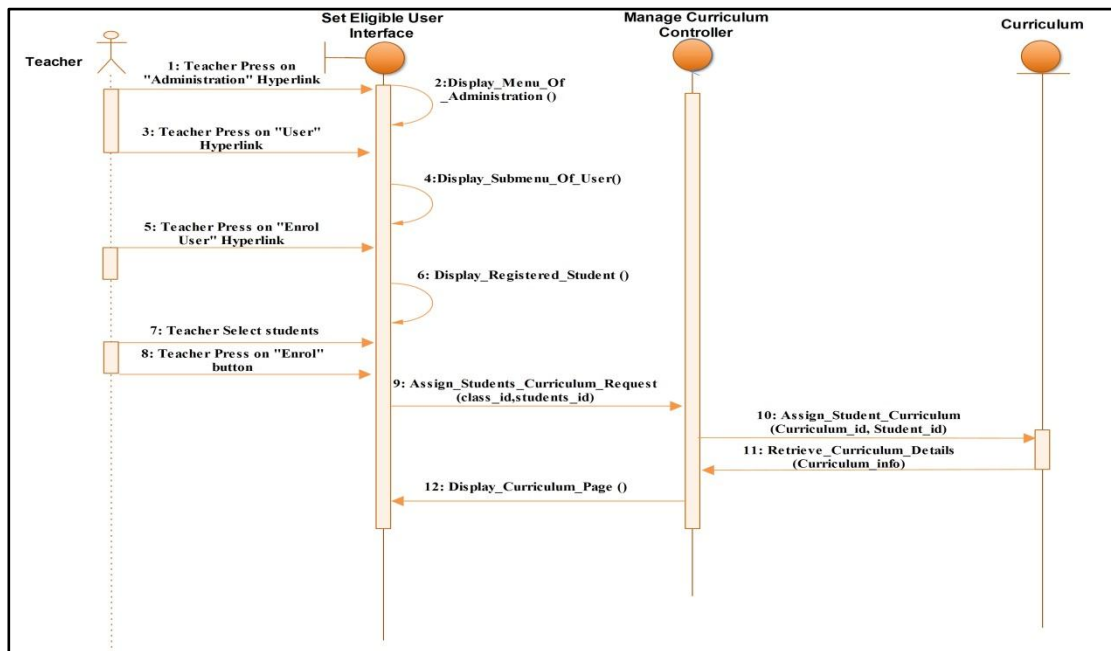 Set Eligible User
Interface
Manage Curriculum
Controller
Curriculum
Teacher
1: Teacher Press on
"Administration" Hyperlink
2:Display_Menu_Of
_Administration ()
3: Teacher Press on "User"
Hyperlink
4:Display_Submenu_Of_User()
5: Teacher Press on "Enrol
User" Hyperlink
6: Display_Registered_Student ()
7: Teacher Select students
8: Teacher Press on "Enrol"
button
9: Assign_Students_Curriculum_Request
(class_id,students_id)
10: Assign_Student_Curriculum
(Curriculum_id, Student_id)
11: Retrieve_Curriculum_Details
(Curriculum_info)
12: Display_Curriculum_Page ()